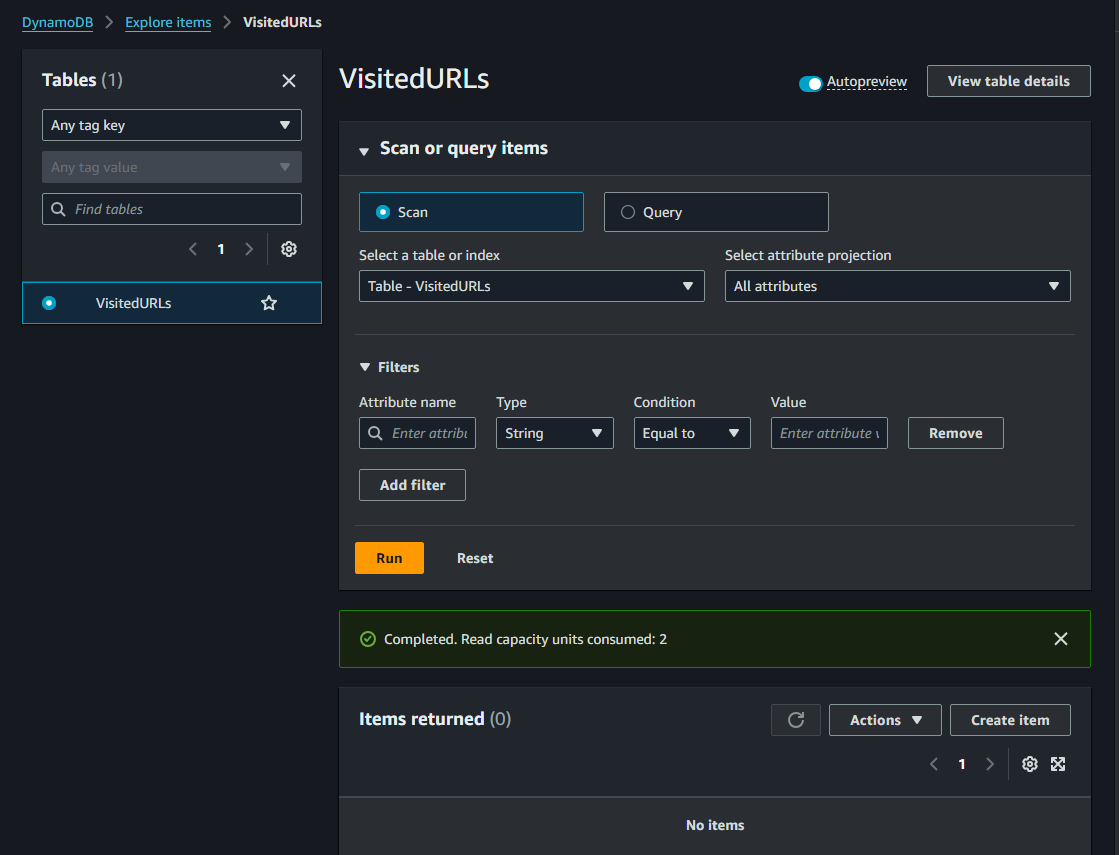 DynamoDB > Explore items > VisitedURLs
Tables (1)
Any tag key
Any tag value
Find tables
1
VisitedURLs
VisitedURLs
Autopreview
View table details
Scan or query items
Scan
Query
Select a table or index
Select attribute projection
Table - VisitedURLs
All attributes
Filters
Attribute name Type Condition Value
Enter attribu String Equal to Enter attribute v Remove
Add filter
Run Reset
Completed. Read capacity units consumed: 2
Items returned (0)
Actions
Create item
1
No items